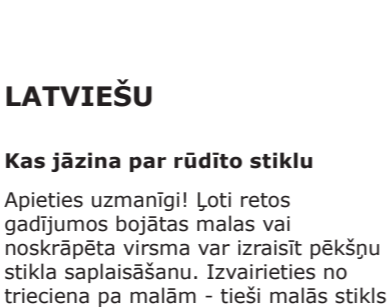 LATVIEŠU
Kas jāzina par rūdīto stiklu
Apieties uzmanīgi! Ļoti retos
gadījumos bojātas malas vai
noskrāpēta virsma var izraisīt pēkšņu
stikla saplaisāšanu. Izvairieties no
trieciena pa malām - tieši malās stikls